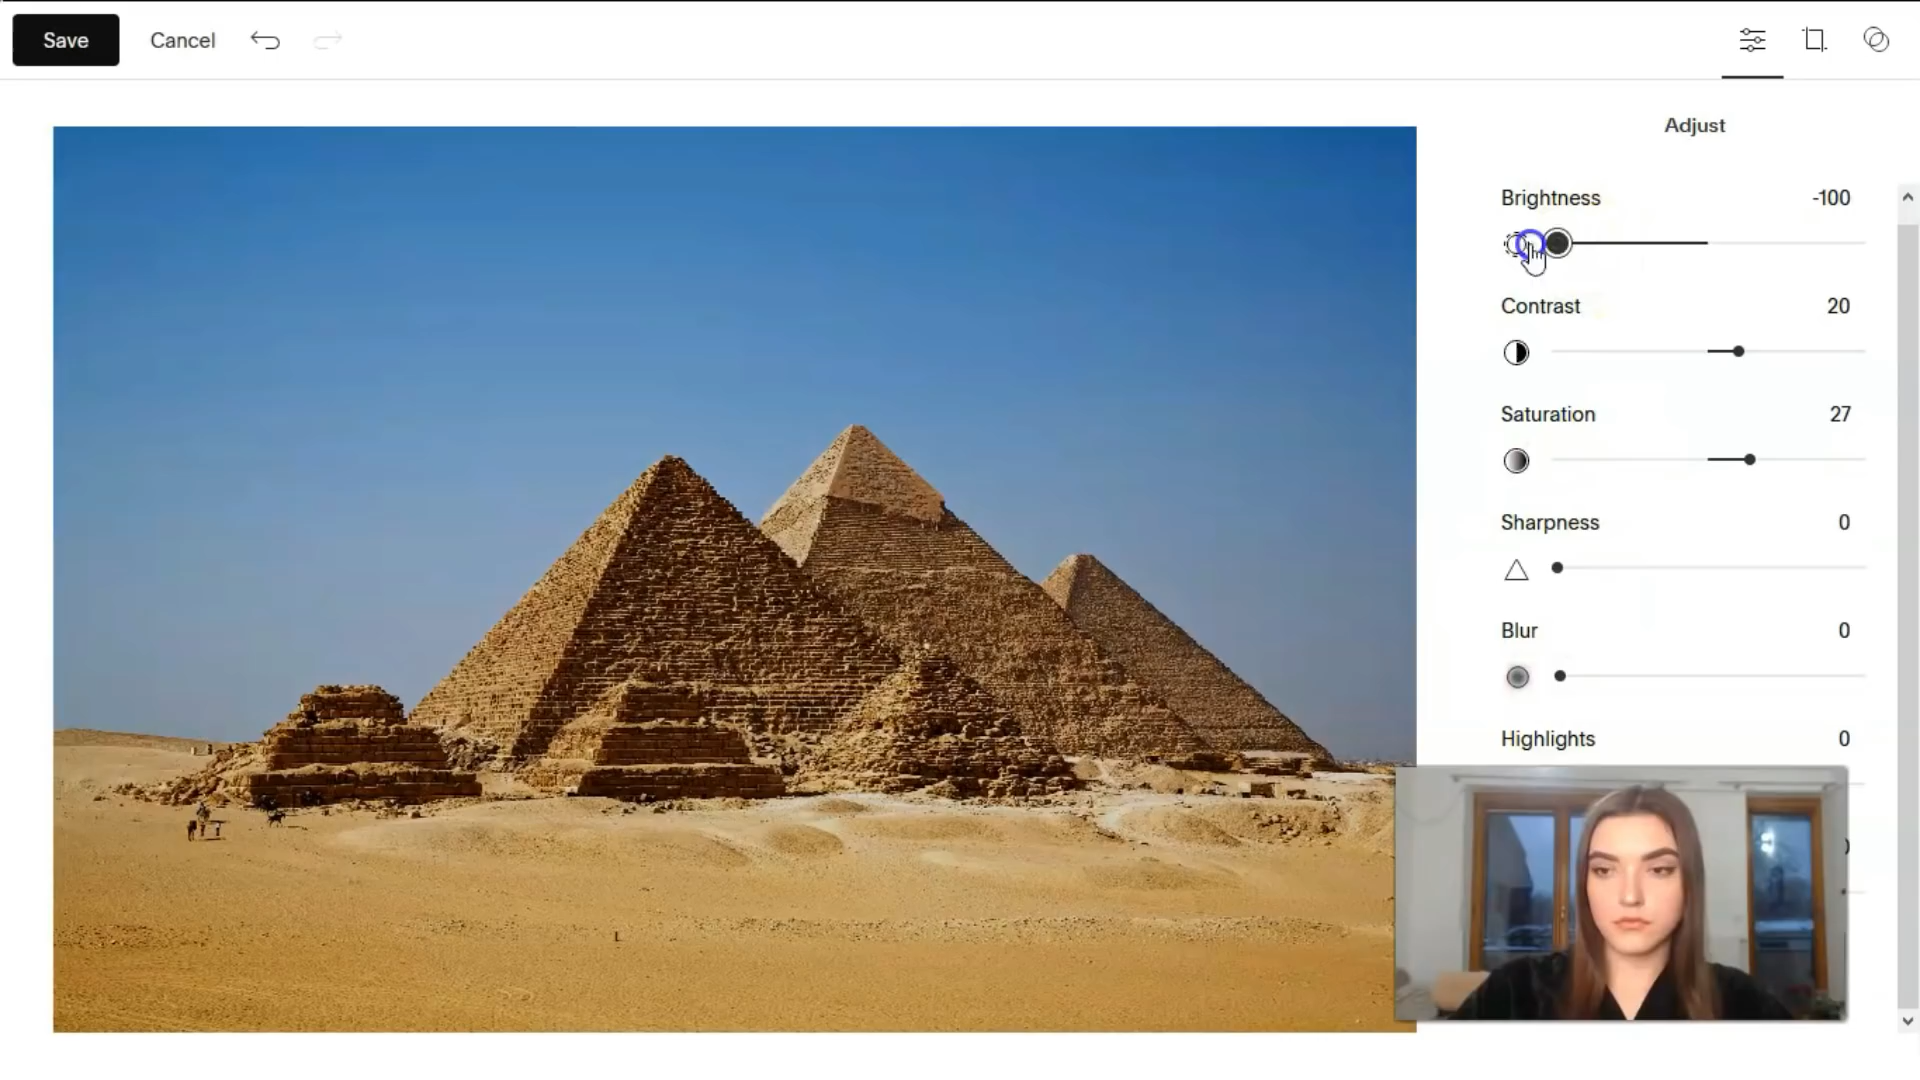 Save Cancel
Adjust
Brightness -100
Contrast 20
Saturation 27
Sharpness 0
Blur 0
Highlights 0